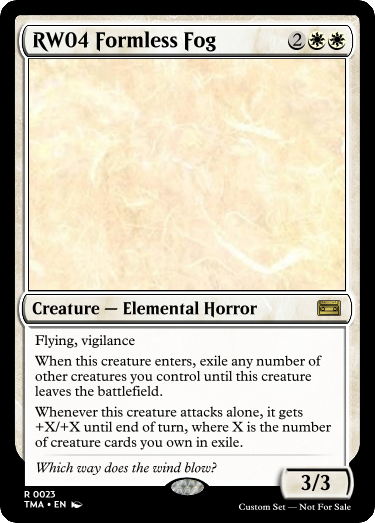 RW04 Formless Fog 2
Creature — Elemental Horror
Flying, vigilance
When this creature enters, exile any number of
other creatures you control until this creature
leaves the battlefield.
Whenever this creature attacks alone, it gets
+X/+X until end of turn, where X is the number
of creature cards you own in exile.
Which way does the wind blow?
3/3
R 0023
TMA • EN
Custom Set — Not For Sale